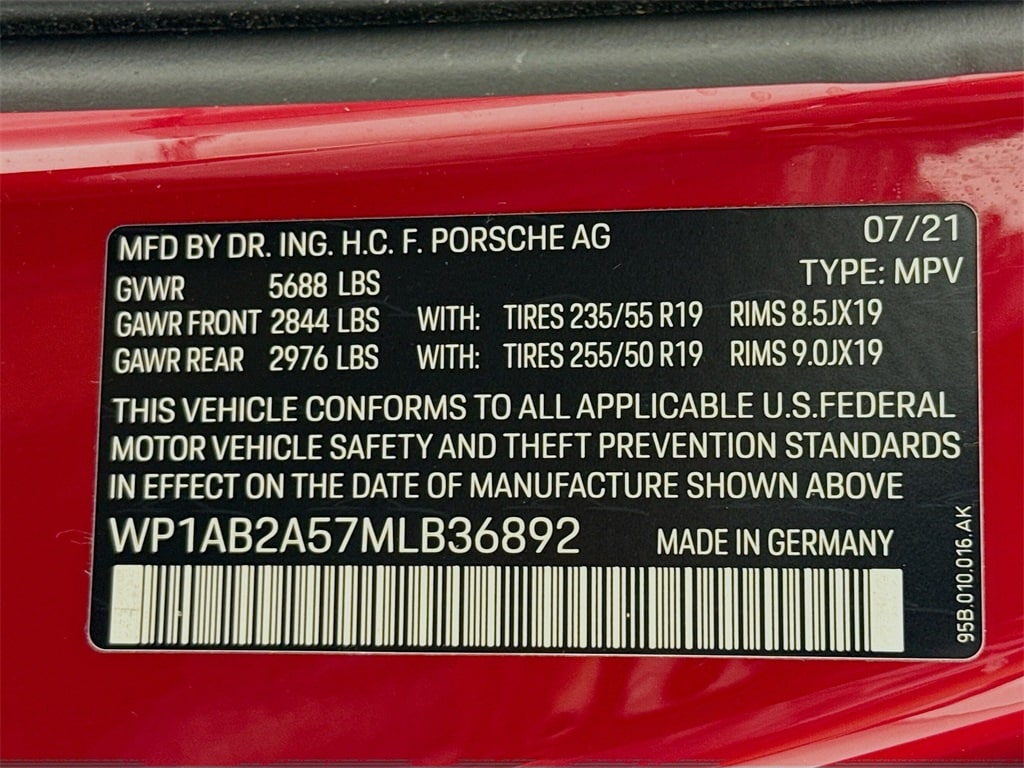 MFD BY DR. ING. H.C. F. PORSCHE AG 07/21
GVWR 5688 LBS TYPE: MPV
GAWR FRONT 2844 LBS WITH: TIRES 235/55 R19 RIMS 8.5JX19
GAWR REAR 2976 LBS WITH: TIRES 255/50 R19 RIMS 9.0JX19
THIS VEHICLE CONFORMS TO ALL APPLICABLE U.S.FEDERAL
MOTOR VEHICLE SAFETY AND THEFT PREVENTION STANDARDS
IN EFFECT ON THE DATE OF MANUFACTURE SHOWN ABOVE
WP1AB2A57MLB36892 MADE IN GERMANY
95B.010.016.AK